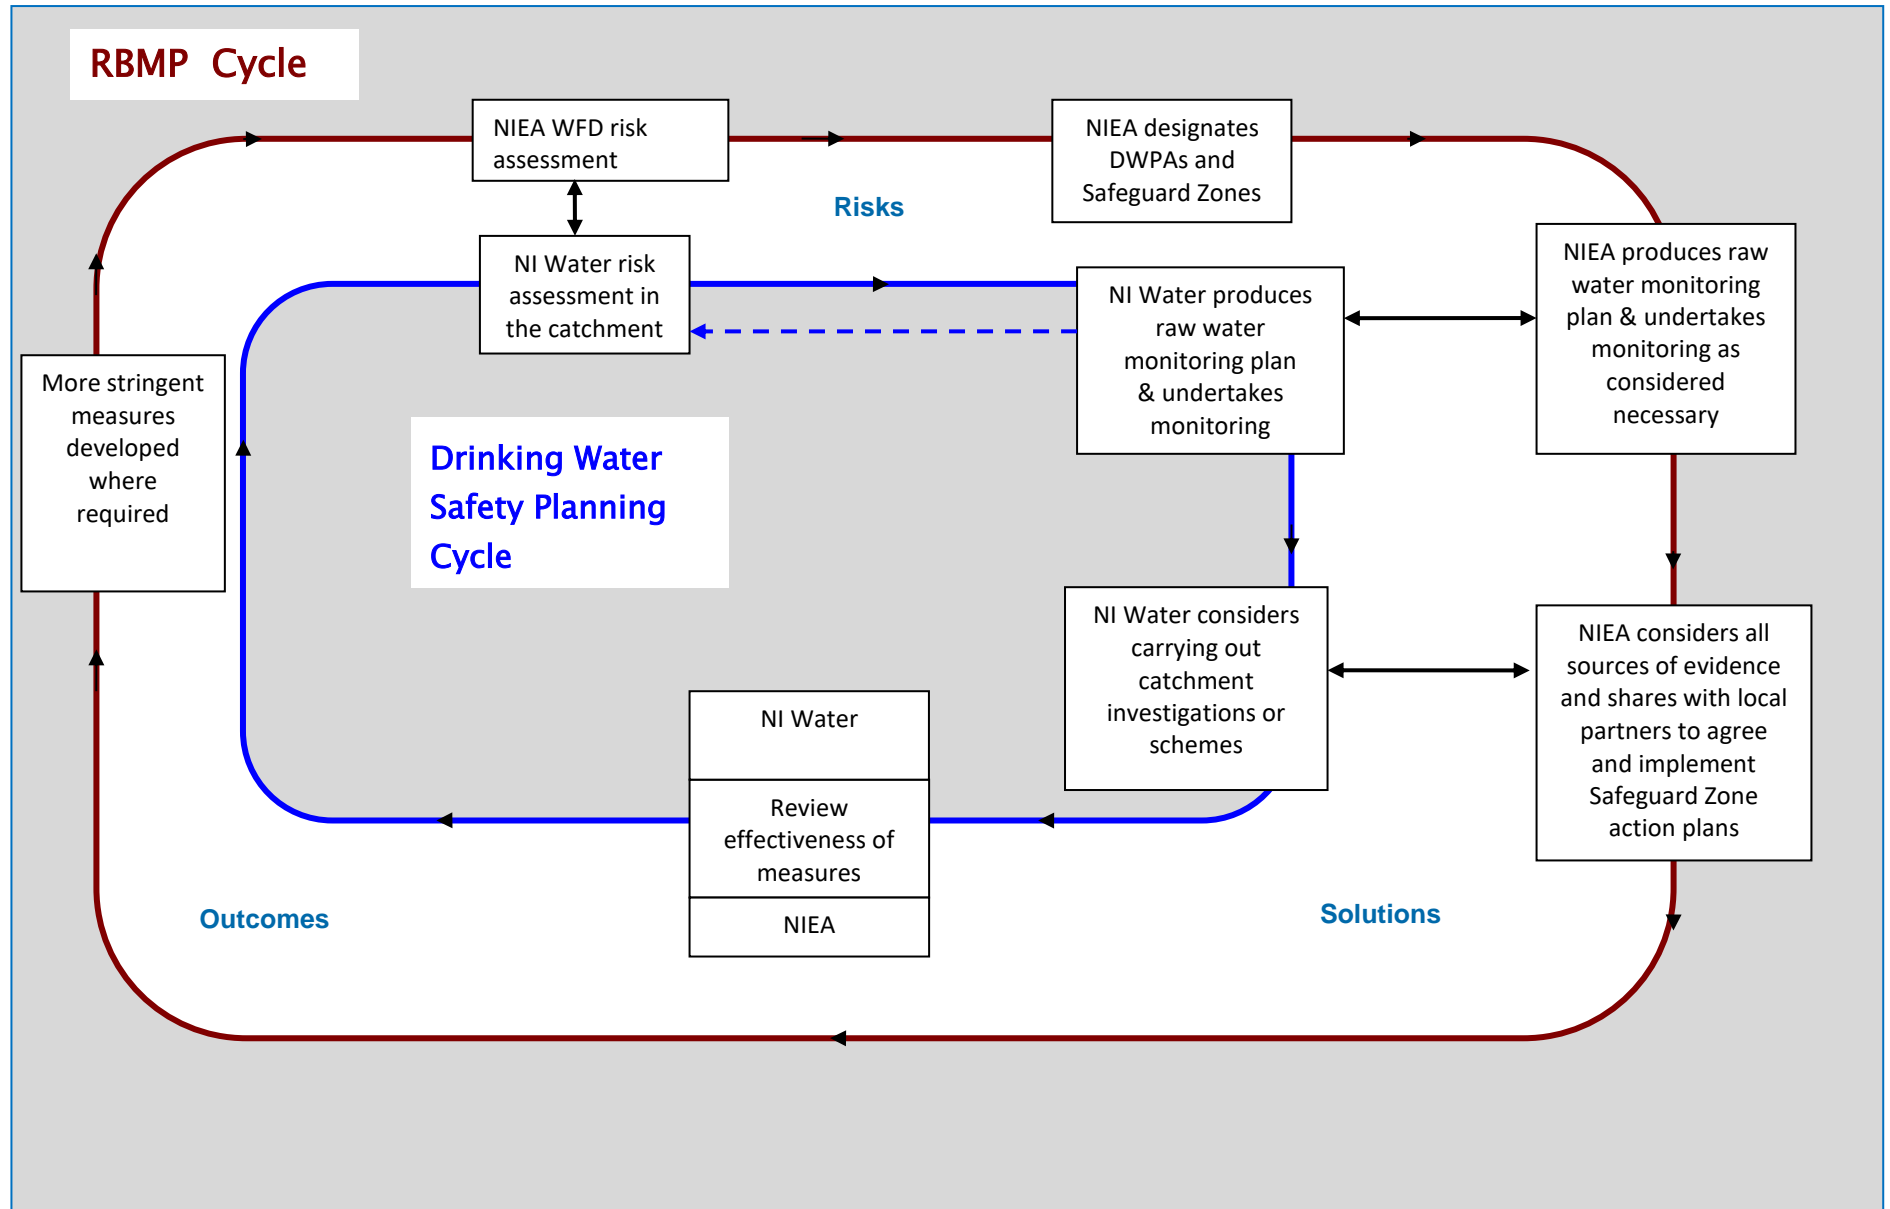 RBMP Cycle
NIEA WFD risk
assessment
NIEA designates
DWPAs and
Safeguard Zones
Risks
NI Water risk
assessment in
the catchment
NI Water produces
raw water
monitoring plan
& undertakes
monitoring
NIEA produces raw
water monitoring
plan & undertakes
monitoring as
considered
necessary
More stringent
measures
developed
where
required
Drinking Water
Safety Planning
Cycle
NI Water considers
carrying out
catchment
investigations or
schemes
NIEA considers all
sources of evidence
and shares with local
partners to agree
and implement
Safeguard Zone
action plans
NI Water
Review
effectiveness of
measures
NIEA
Outcomes
Solutions